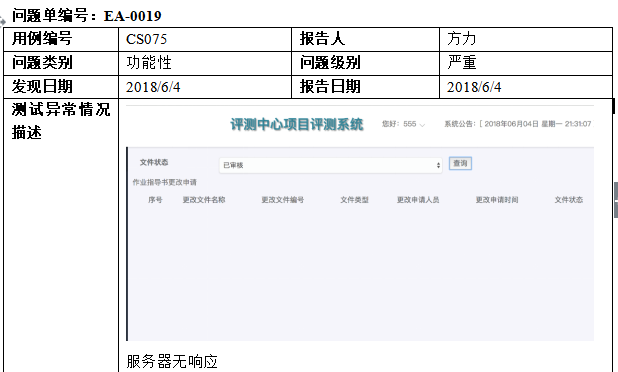 问题单编号：EA-0019
用例编号 CS075 报告人 方力
问题类别 功能性 问题级别 严重
发现日期 2018/6/4 报告日期 2018/6/4
测试异常情况
描述
评测中心项目评测系统 您好：555 系统公告：[ 2018年06月04日 星期一 21:31:07
文件状态 已审核 查询
作业指导书更改申请
序号 更改文件名称 更改文件编号 文件类型 更改申请人员 更改申请时间 文件状态
服务器无响应